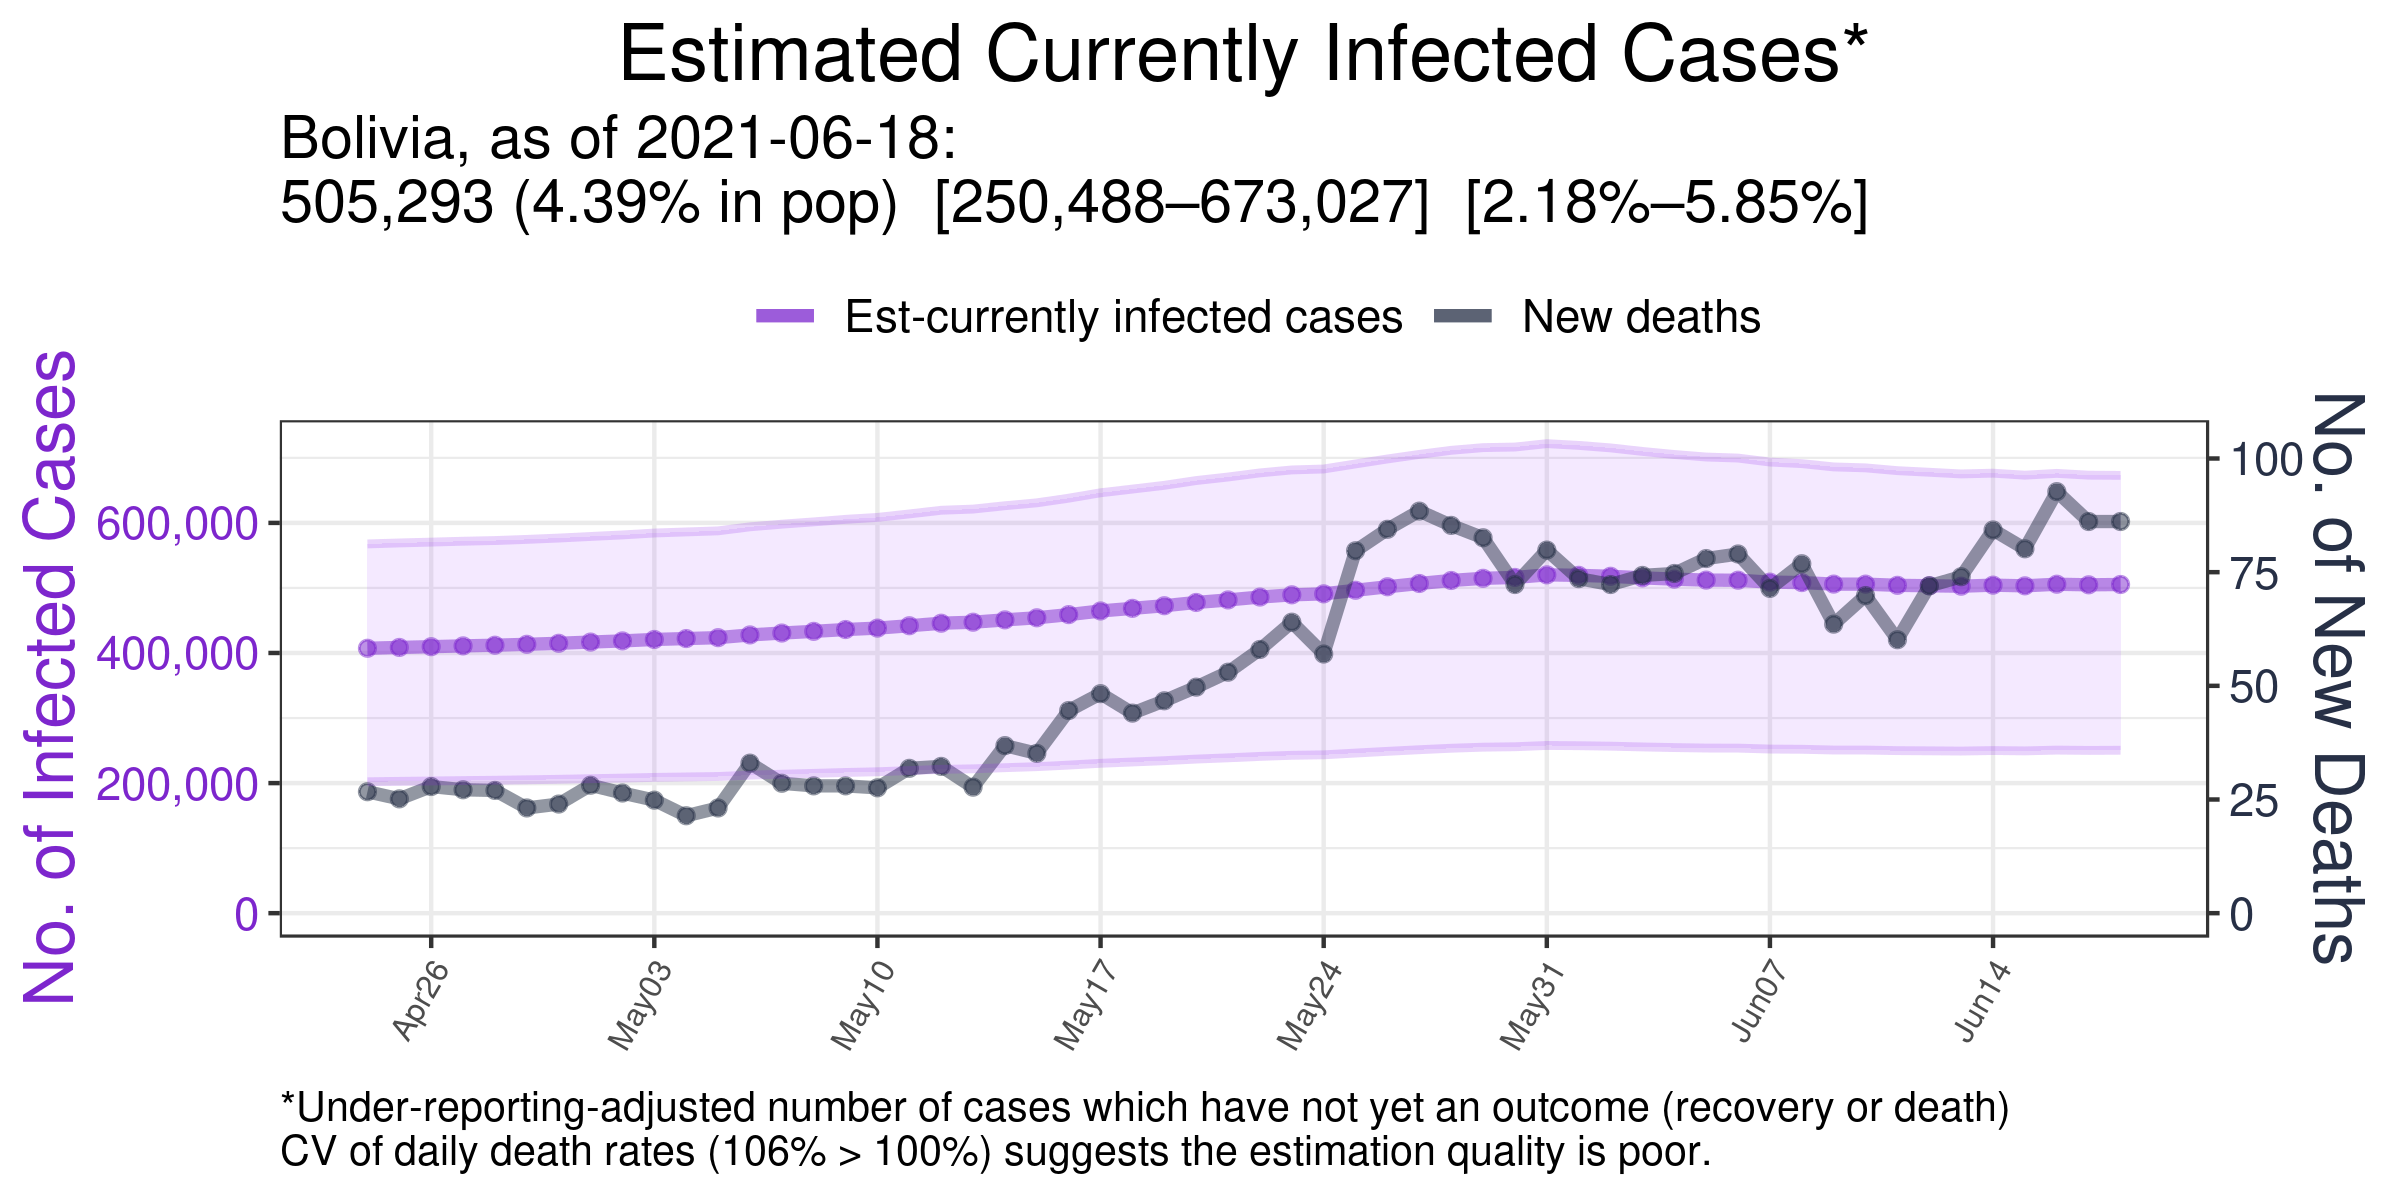 Estimated Currently Infected Cases*
Bolivia, as of 2021-06-18:
505,293 (4.39% in pop)  [250,488–673,027]  [2.18%–5.85%]
Est-currently infected cases
New deaths
No. of Infected Cases
600,000
400,000
200,000
0
100
75
50
25
0
No. of New Deaths
Apr26
May03
May10
May17
May24
May31
Jun07
Jun14
*Under-reporting-adjusted number of cases which have not yet an outcome (recovery or death)
CV of daily death rates (106% > 100%) suggests the estimation quality is poor.